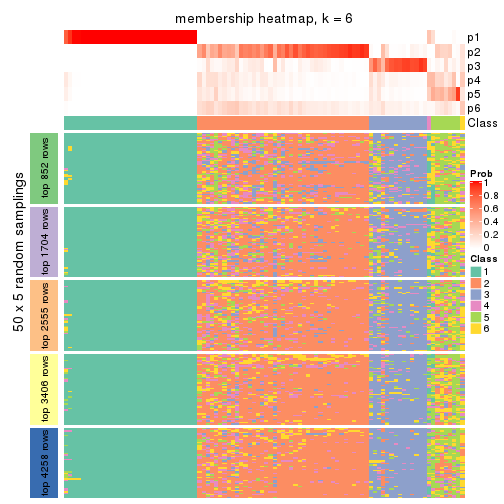 membership heatmap, k = 6
p1
p2
p3
p4
p5
p6
Class
50 x 5 random samplings
top 852 rows
top 1704 rows
top 2555 rows
top 3406 rows
top 4258 rows
Prob
1
0.8
0.6
0.4
0.2
0
Class
1
2
3
4
5
6